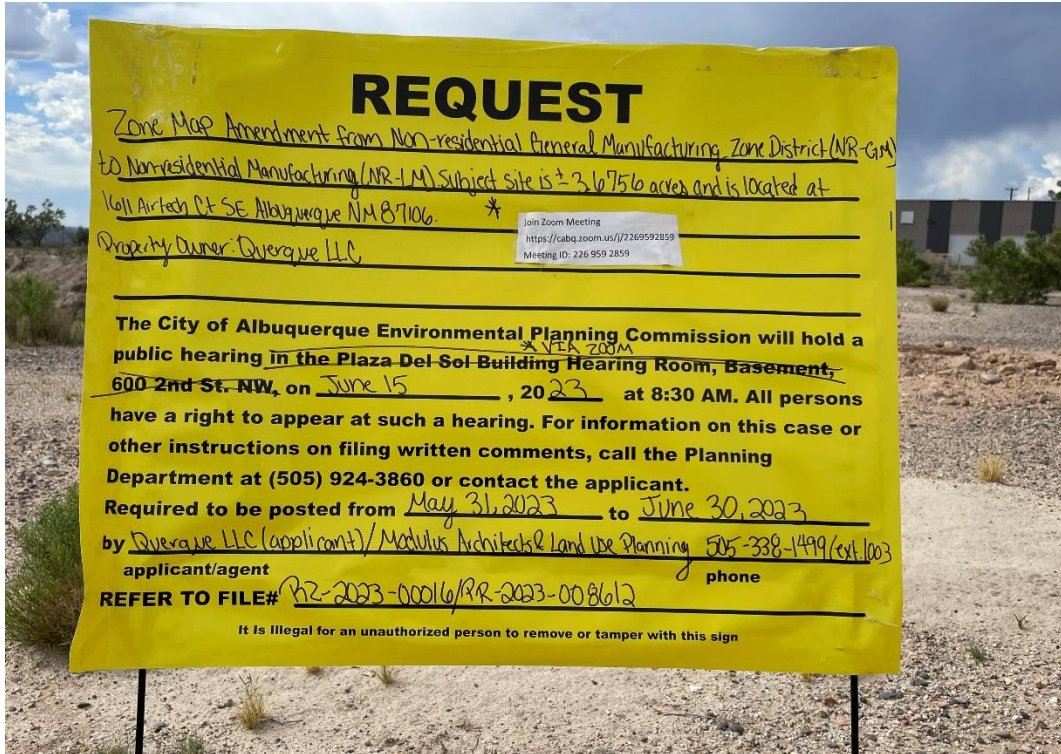 REQUEST
Zone Map Amendment from Non-residential General Manufacturing Zone District (NR-GM)
to Non-residential Manufacturing (NR-LM). Subject site is ± 3.6756 acres and is located at
1611 Airtech Ct SE Albuquerque NM 87106. *
Property Owner: Querque LLC
Join Zoom Meeting
https://cabq.zoom.us/j/2269592859
Meeting ID: 226 959 2859
The City of Albuquerque Environmental Planning Commission will hold a
* VIA ZOOM
public hearing in the Plaza Del Sol Building Hearing Room, Basement,
600 2nd St. NW, on June 15, 2023 at 8:30 AM. All persons
have a right to appear at such a hearing. For information on this case or
other instructions on filing written comments, call the Planning
Department at (505) 924-3860 or contact the applicant.
Required to be posted from May 31, 2023 to June 30, 2023
by Querque LLC (applicant)/ Modulus Architects & Land Use Planning 505-338-1499 (ext.1003
applicant/agent phone
REFER TO FILE# RZ-2023-00016/PR-2023-008612
It Is Illegal for an unauthorized person to remove or tamper with this sign